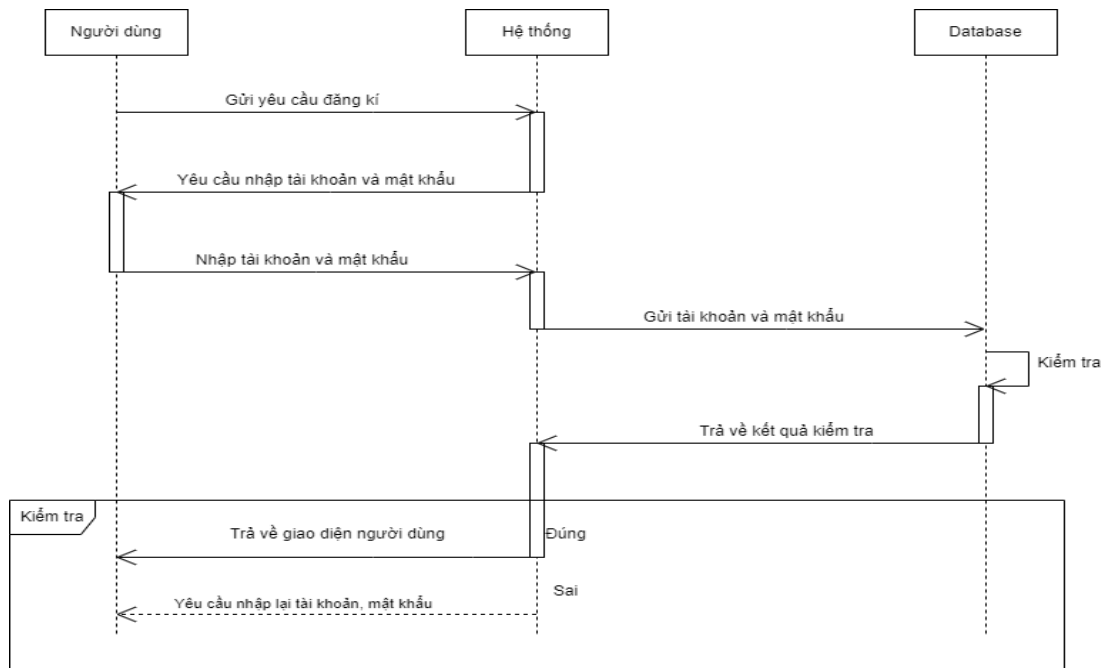 Người dùng
Hệ thống
Database
Gửi yêu cầu đăng kí
Yêu cầu nhập tài khoản và mật khẩu
Nhập tài khoản và mật khẩu
Gửi tài khoản và mật khẩu
Kiểm tra
Trả về kết quả kiểm tra
Kiểm tra
Trả về giao diện người dùng
Đúng
Sai
Yêu cầu nhập lại tài khoản, mật khẩu